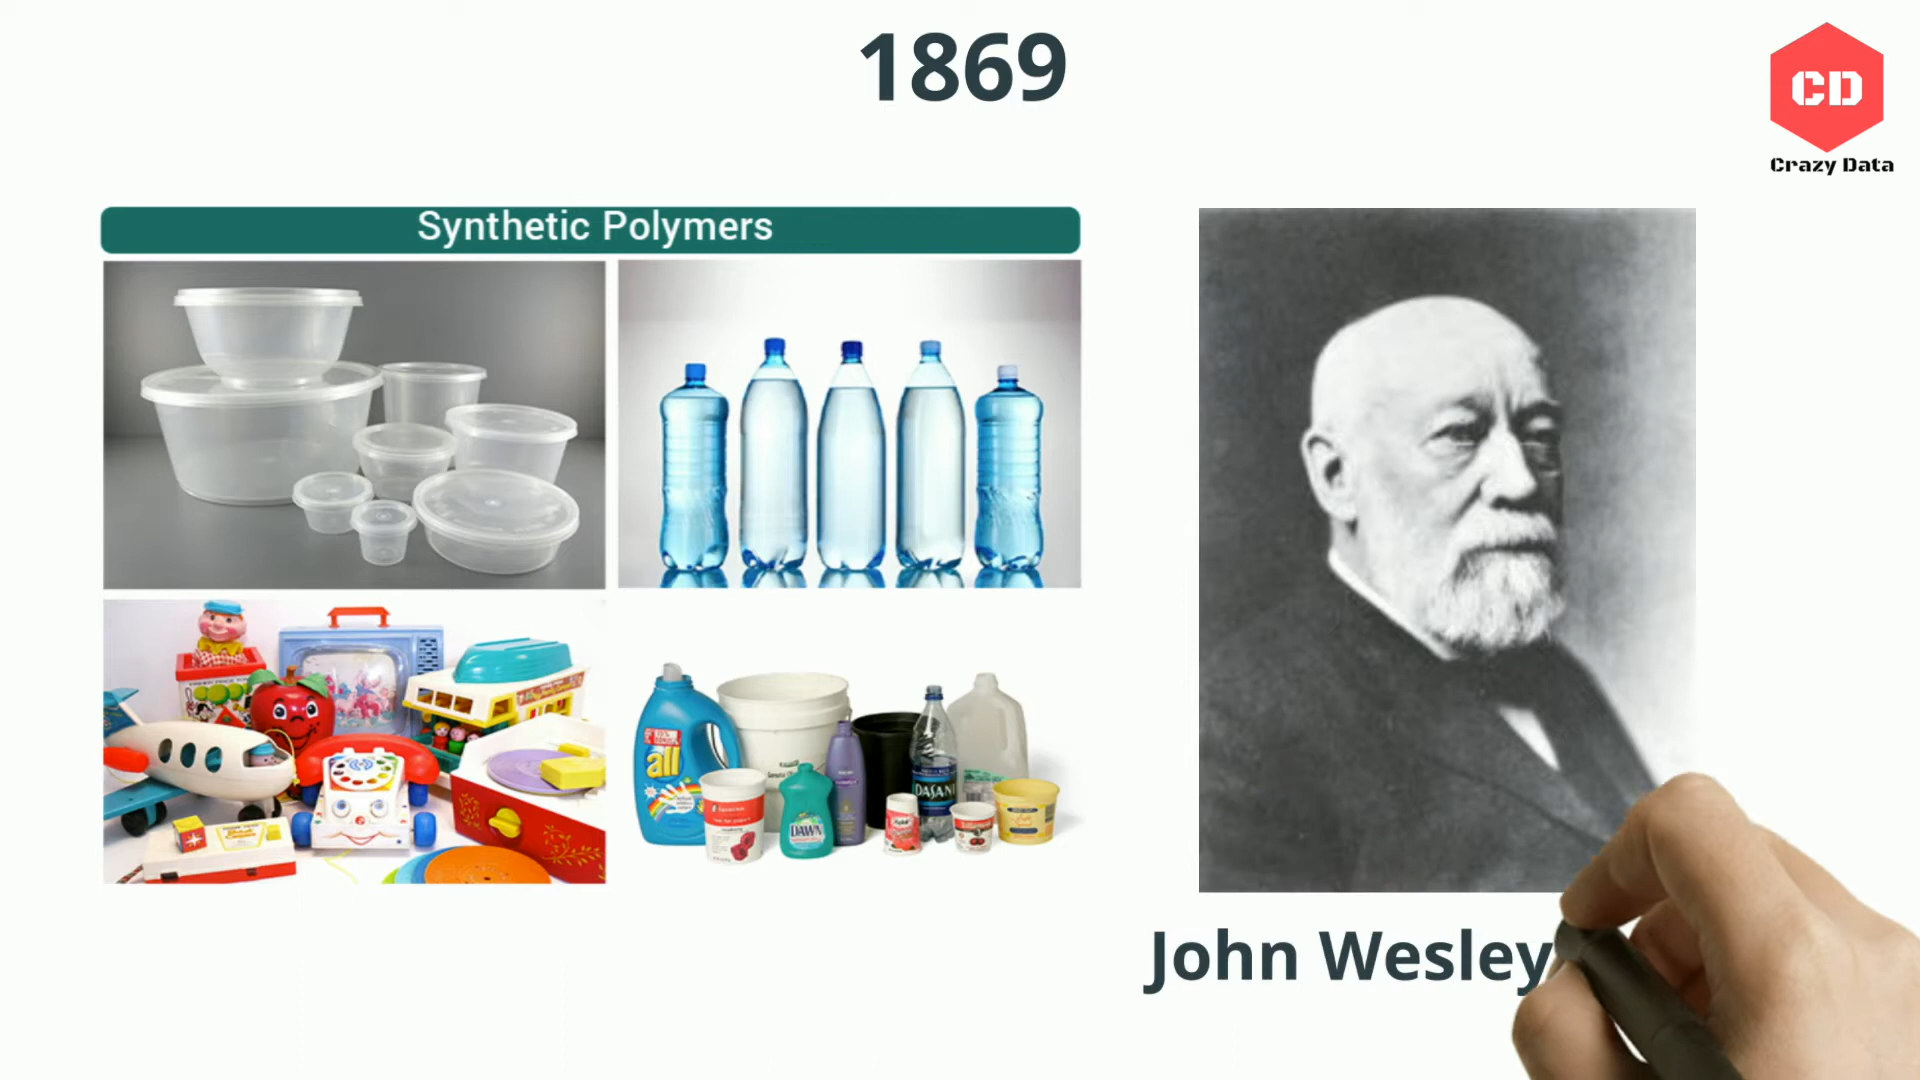 1869
CD
Crazy Data
Synthetic Polymers
all
DAWN
DASANI
John Wesley